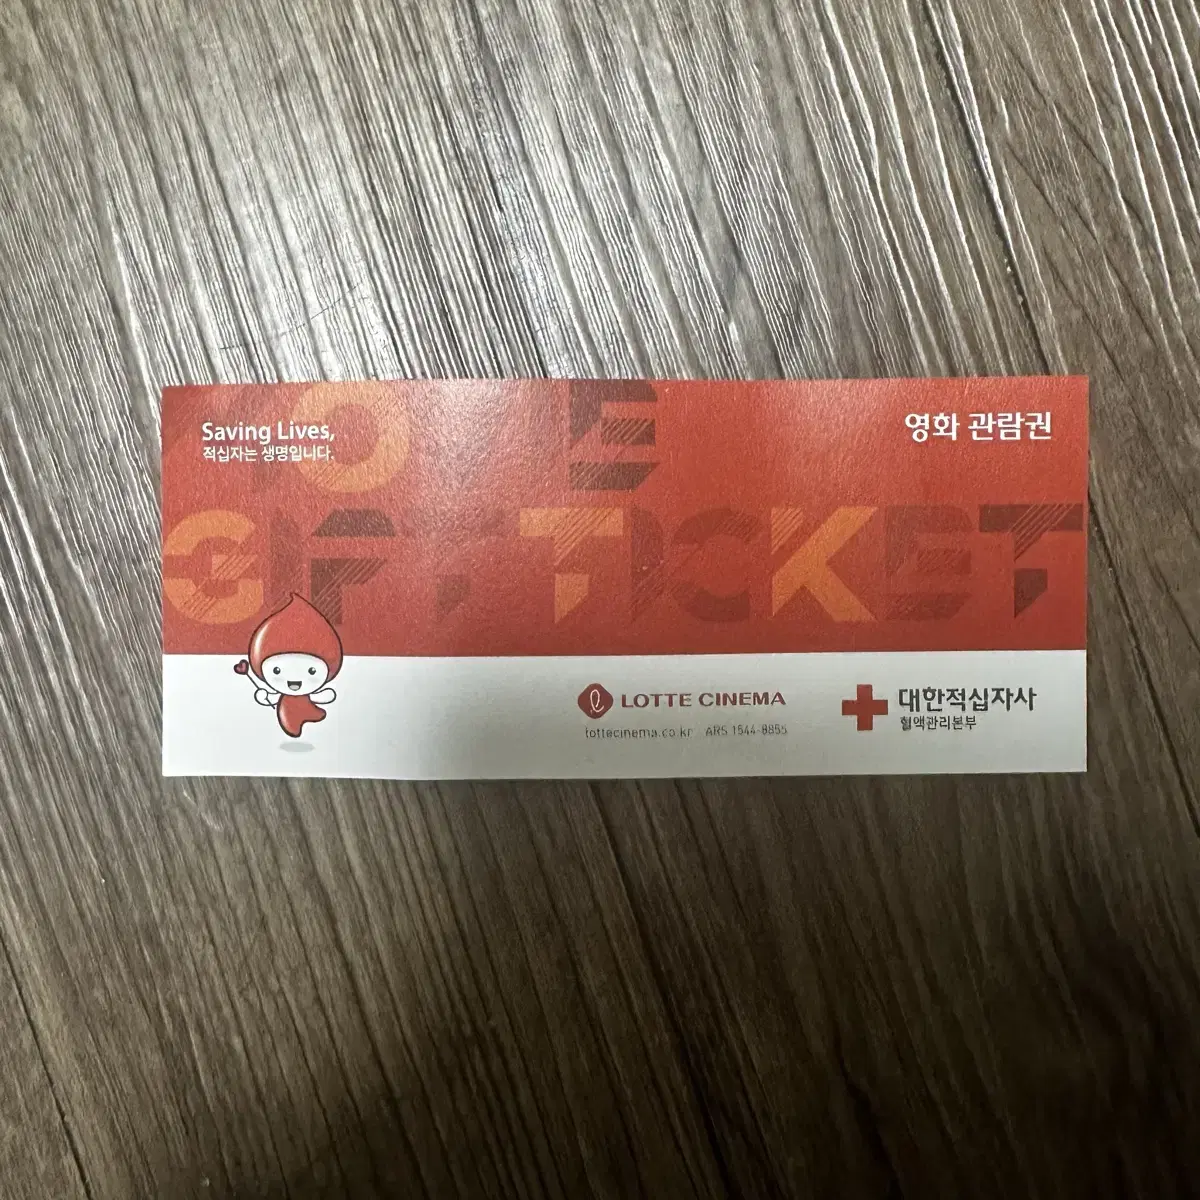 Saving Lives,
적십자는 생명입니다.
영화 관람권
GIFT TICKET
LOTTE CINEMA
lottecinema.co.kr ARS 1544-8855
대한적십자사
혈액관리본부